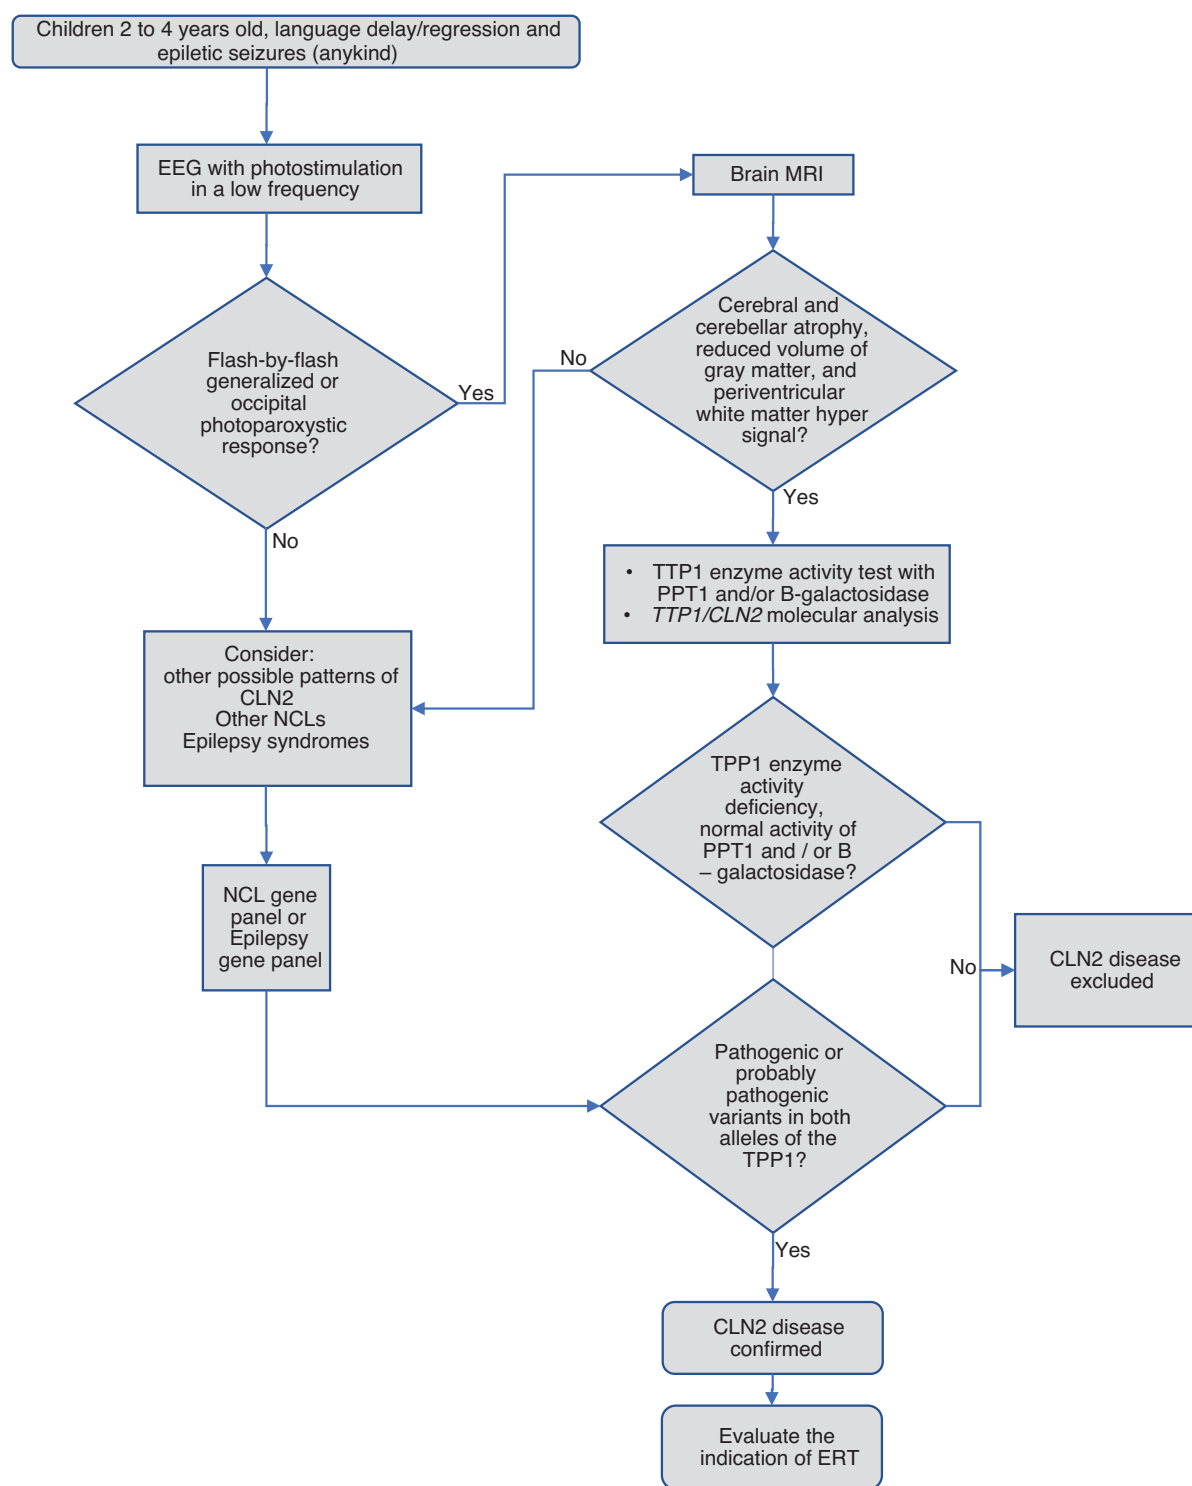 Children 2 to 4 years old, language delay/regression and
epiletic seizures (anykind)
EEG with photostimulation
in a low frequency
Flash-by-flash
generalized or
occipital
photoparoxystic
response?
Yes
No
Brain MRI
Cerebral and
cerebellar atrophy,
reduced volume of
gray matter, and
periventricular
white matter hyper
signal?
No
Yes
• TTP1 enzyme activity test with
PPT1 and/or B-galactosidase
• TTP1/CLN2 molecular analysis
Consider:
other possible patterns of
CLN2
Other NCLs
Epilepsy syndromes
NCL gene
panel or
Epilepsy
gene panel
TPP1 enzyme
activity
deficiency,
normal activity of
PPT1 and / or B
– galactosidase?
No
CLN2 disease
excluded
Pathogenic or
probably
pathogenic
variants in both
alleles of the
TPP1?
Yes
CLN2 disease
confirmed
Evaluate the
indication of ERT